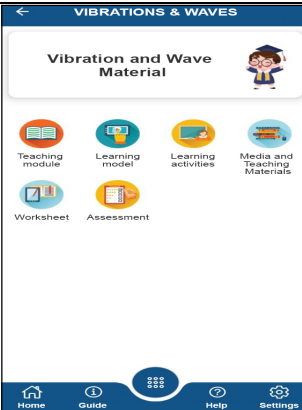 VIBRATIONS & WAVES
Vibration and Wave
Material
Teaching
module
Learning
model
Learning
activities
Media and
Teaching
Materials
Worksheet
Assessment
Home
Guide
Help
Settings